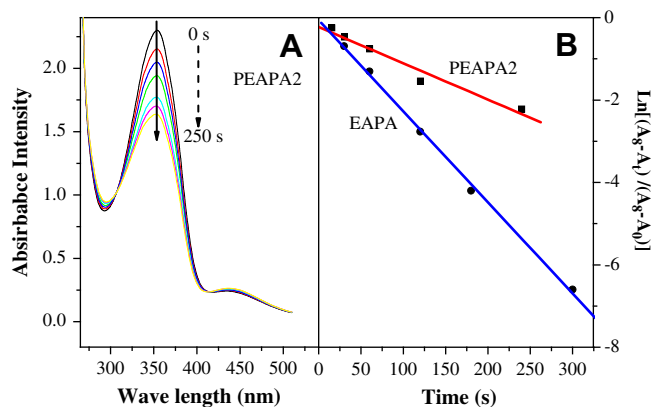 A
0 s
PEAPA2
250 s
2.0
1.5
1.0
0.5
0.0
Absirbabce Intensity
300 350 400 450 500
Wave length (nm)
B
PEAPA2
EAPA
0
-2
-4
-6
-8
Ln[(A8-At) /(A8-A0)]
0 50 100 150 200 250 300
Time (s)